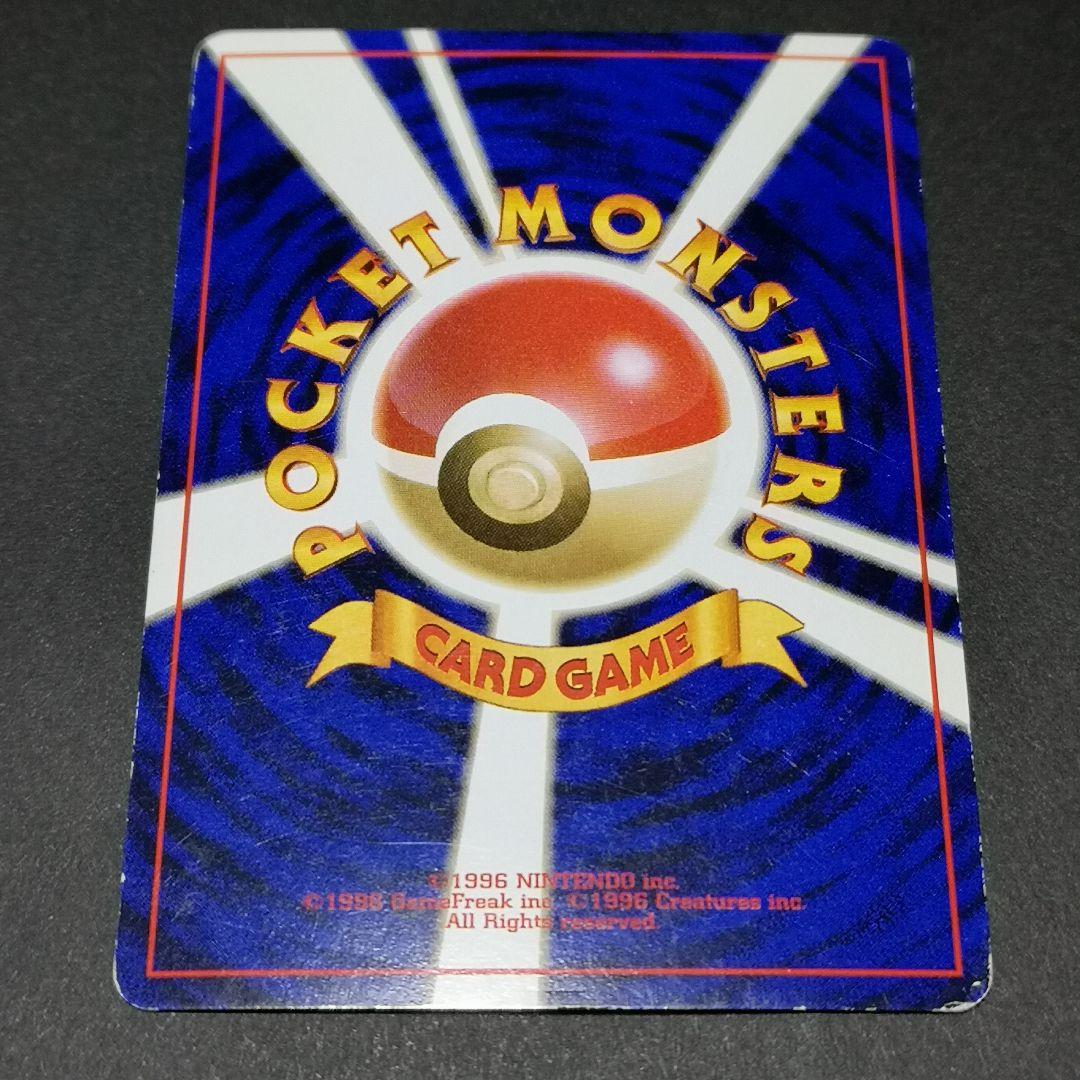 POCKET MONSTERS
CARD GAME
©1996 NINTENDO inc.
©1996 GameFreak inc. ©1996 Creatures inc.
All Rights reserved.